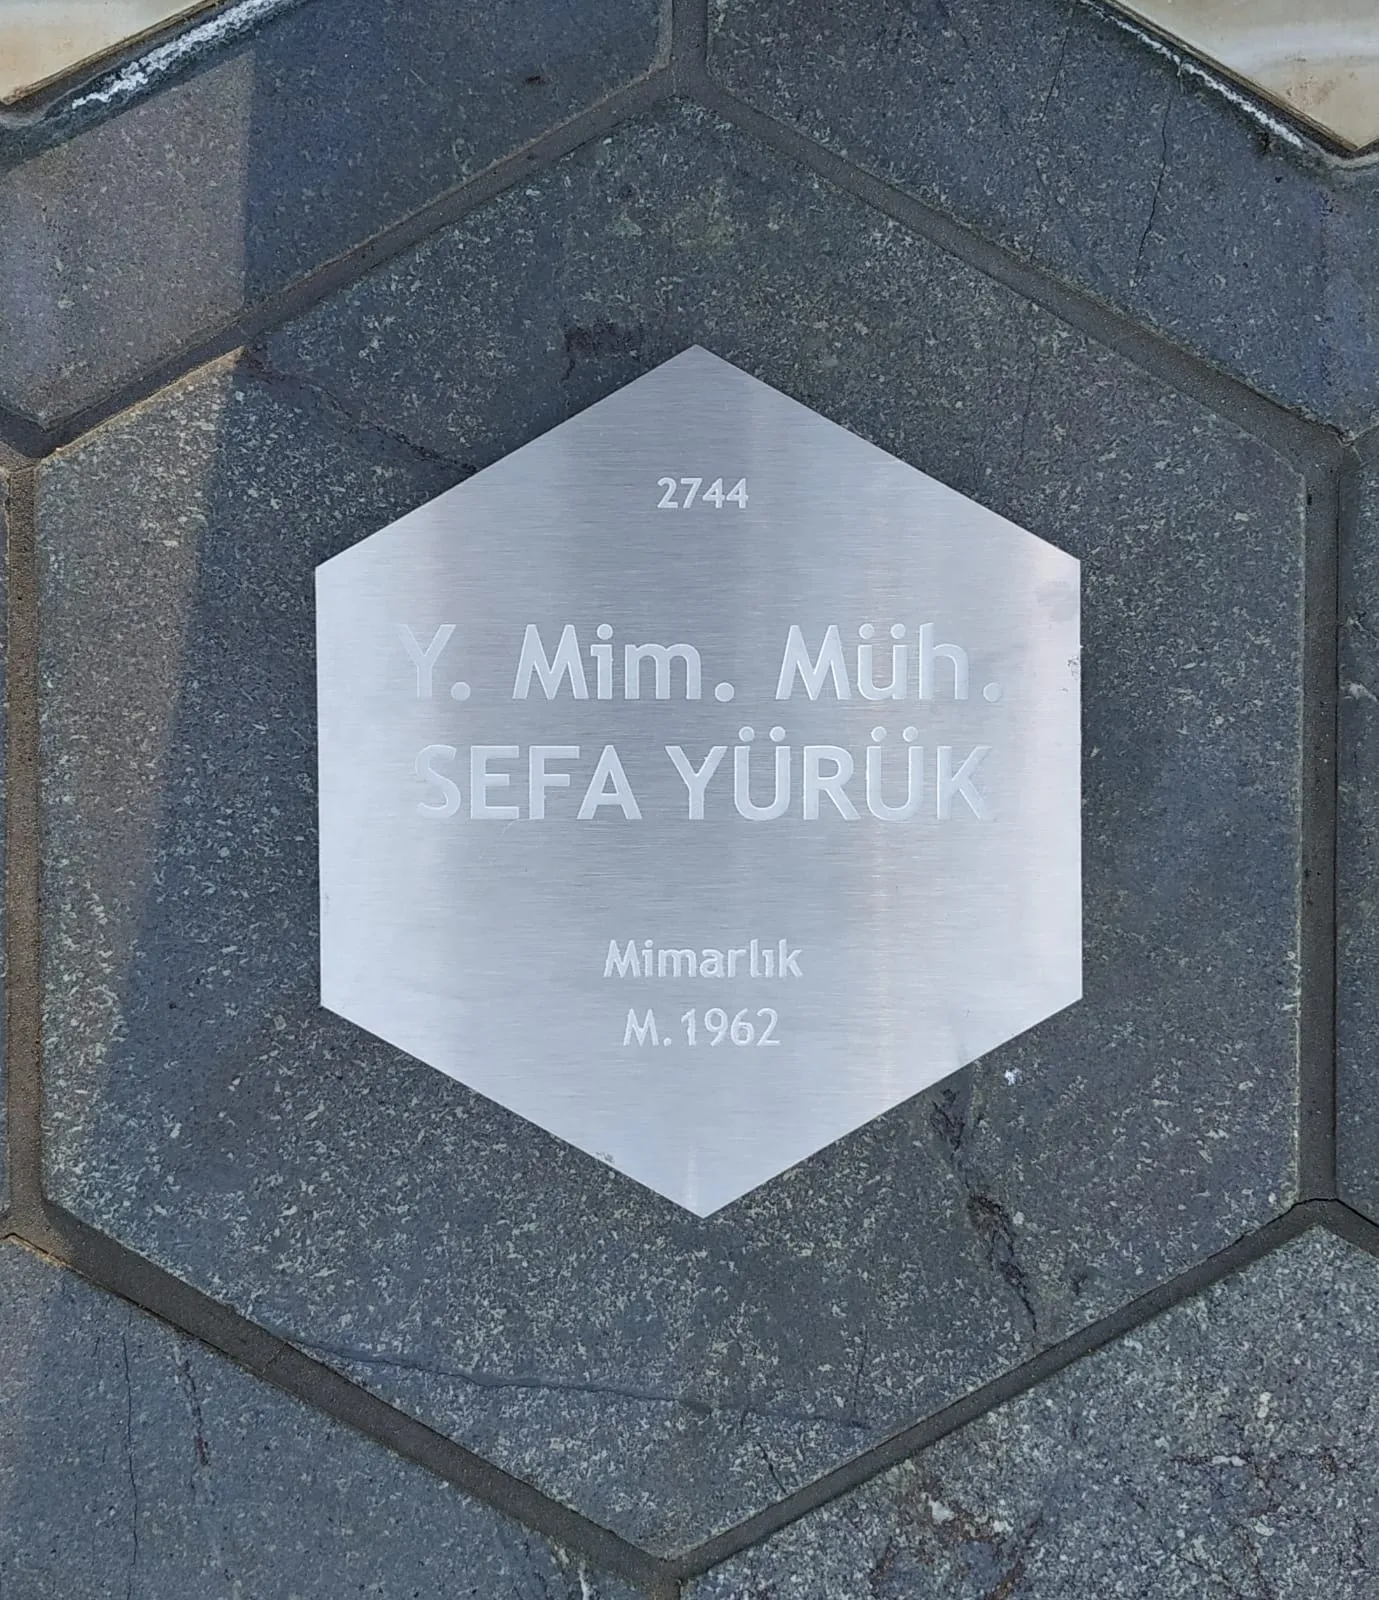 2744
Y. Mim. Müh.
SEFA YÜRÜK
Mimarlık
M.1962